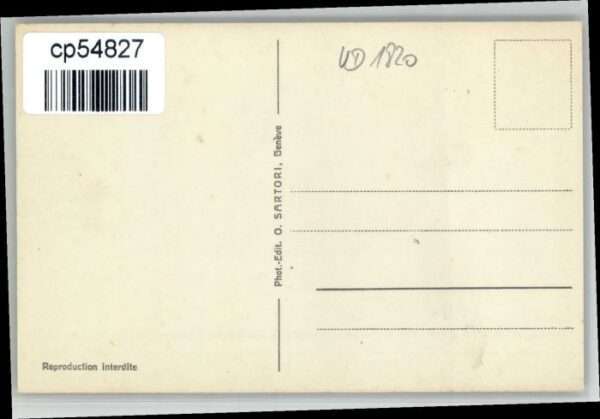 cp54827
VD 1820
Phot.-Edit. O. SARTORI, Genève
Reproduction interdite